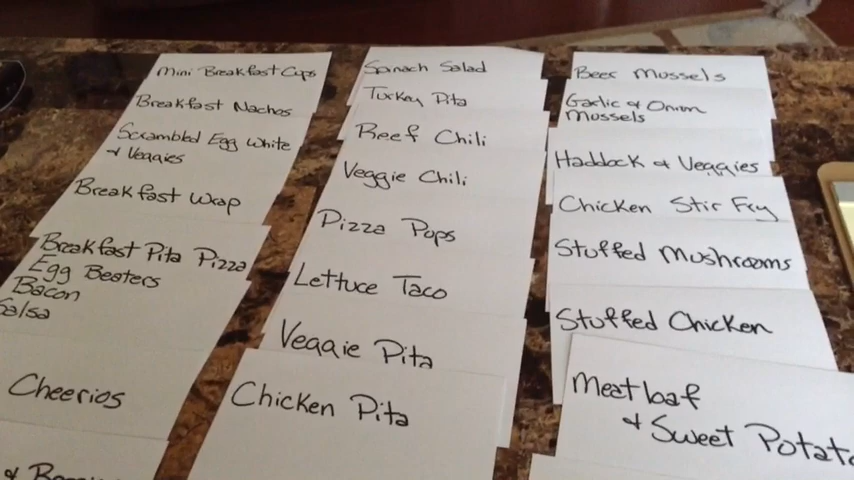 Mini Breakfast Cups
Breakfast Nachos
Scrambled Egg White
& Veggies
Breakfast Wrap
Breakfast Pita Pizza
Egg Beaters
Bacon
Salsa
Cheerios
&
Spinach Salad
Turkey Pita
Beef Chili
Veggie Chili
Pizza Pops
Lettuce Taco
Veggie Pita
Chicken Pita
Beer Mussels
Garlic & Onion
Mussels
Haddock & Veggies
Chicken Stir Fry
Stuffed Mushrooms
Stuffed Chicken
Meatloaf
& Sweet Potato